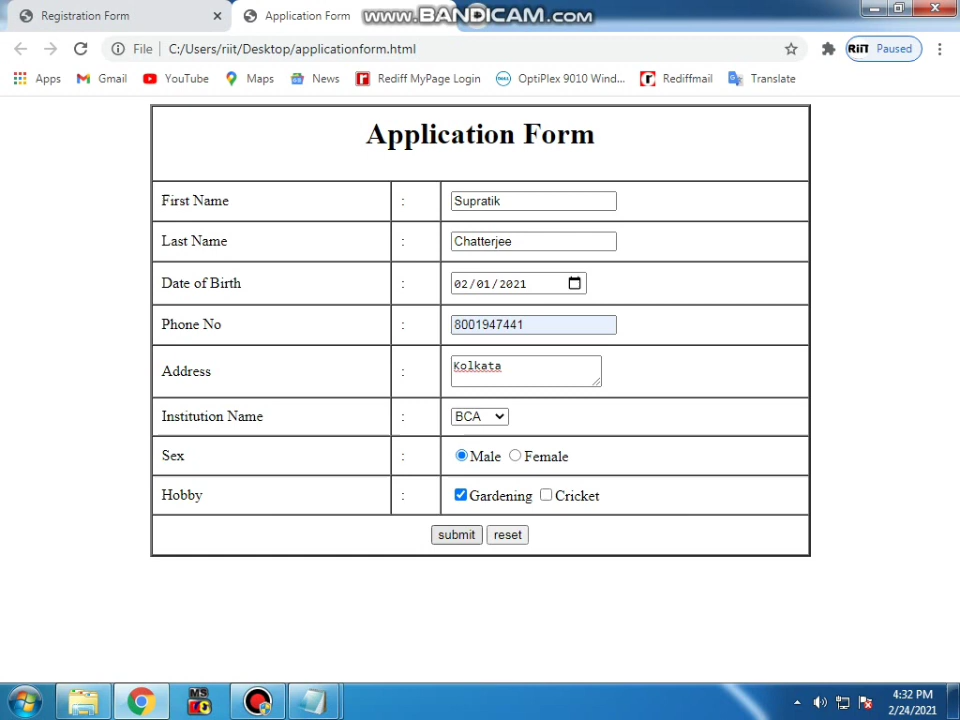 Registration Form
Application Form
www.BANDICAM.com
File C:/Users/riit/Desktop/applicationform.html
RiiT Paused
Apps Gmail YouTube Maps News Rediff MyPage Login OptiPlex 9010 Wind... Rediffmail Translate
Application Form
First Name : Supratik
Last Name : Chatterjee
Date of Birth : 02/01/2021
Phone No : 8001947441
Address : Kolkata
Institution Name : BCA
Sex : Male Female
Hobby : Gardening Cricket
submit reset
MS
4:32 PM
2/24/2021